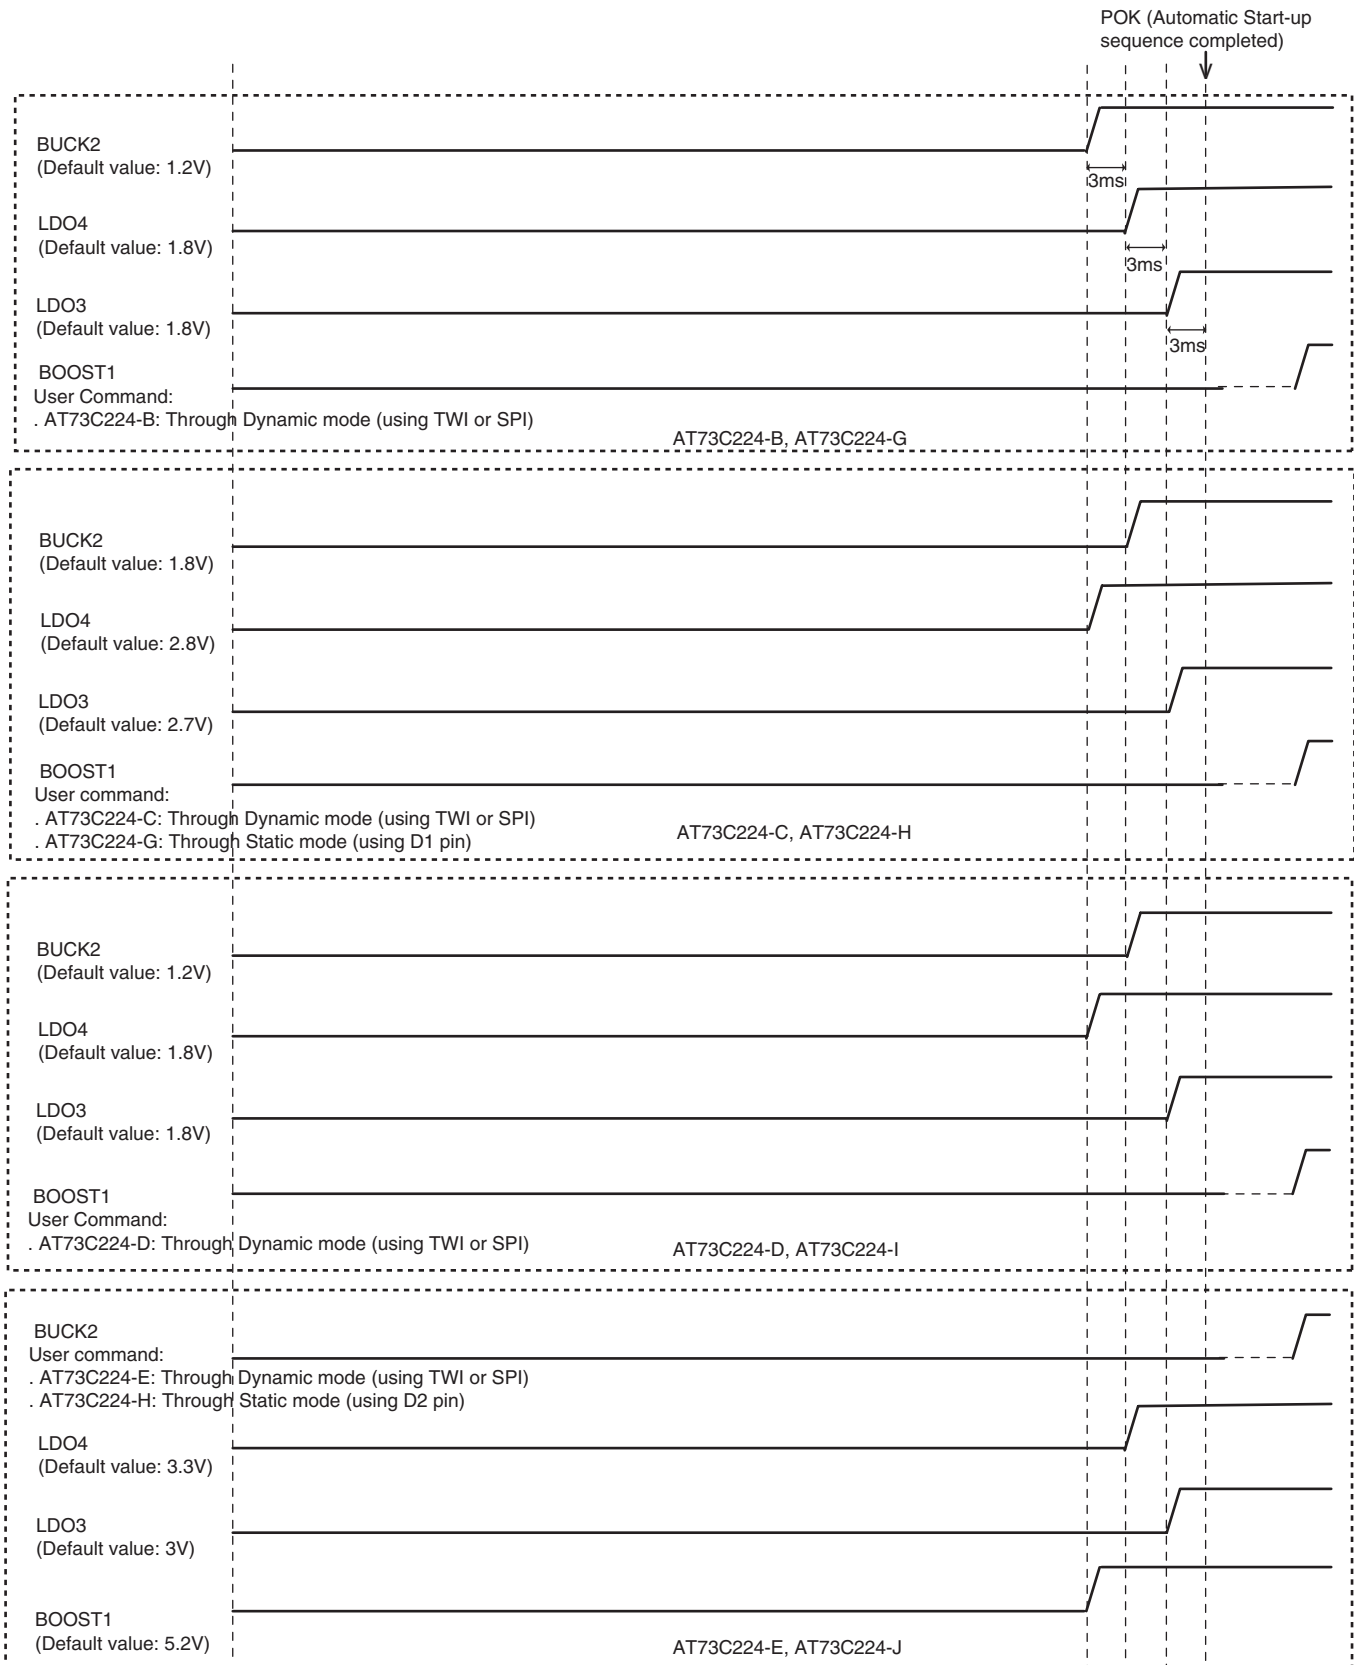 POK (Automatic Start-up
sequence completed)
BUCK2
(Default value: 1.2V)
3ms
LDO4
(Default value: 1.8V)
3ms
LDO3
(Default value: 1.8V)
3ms
BOOST1
User Command:
. AT73C224-B: Through Dynamic mode (using TWI or SPI)
AT73C224-B, AT73C224-G
BUCK2
(Default value: 1.8V)
LDO4
(Default value: 2.8V)
LDO3
(Default value: 2.7V)
BOOST1
User command:
. AT73C224-C: Through Dynamic mode (using TWI or SPI)
. AT73C224-G: Through Static mode (using D1 pin)
AT73C224-C, AT73C224-H
BUCK2
(Default value: 1.2V)
LDO4
(Default value: 1.8V)
LDO3
(Default value: 1.8V)
BOOST1
User Command:
. AT73C224-D: Through Dynamic mode (using TWI or SPI)
AT73C224-D, AT73C224-I
BUCK2
User command:
. AT73C224-E: Through Dynamic mode (using TWI or SPI)
. AT73C224-H: Through Static mode (using D2 pin)
LDO4
(Default value: 3.3V)
LDO3
(Default value: 3V)
BOOST1
(Default value: 5.2V)
AT73C224-E, AT73C224-J